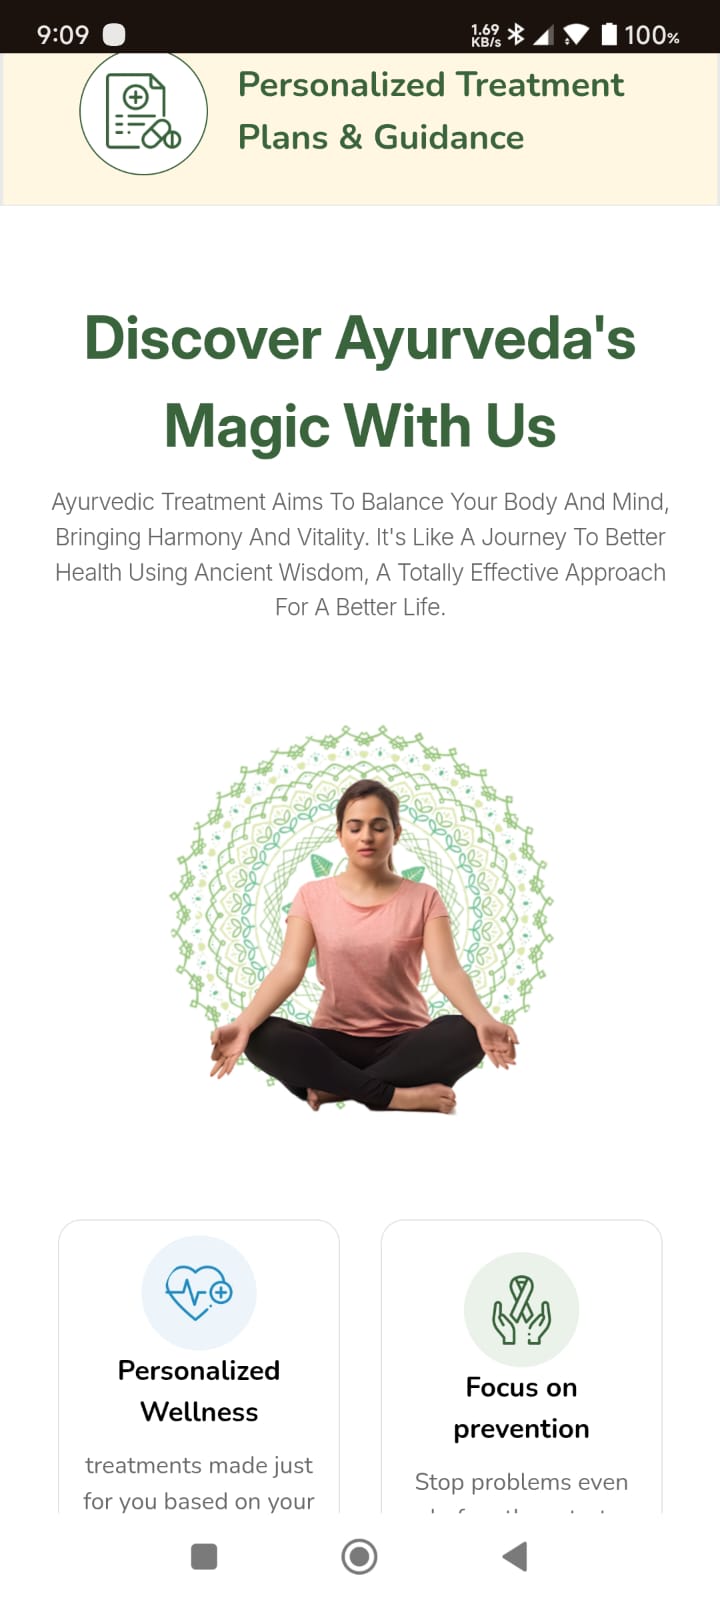 9:09
1.69
KB/s
100%
Personalized Treatment
Plans & Guidance
Discover Ayurveda's
Magic With Us
Ayurvedic Treatment Aims To Balance Your Body And Mind,
Bringing Harmony And Vitality. It's Like A Journey To Better
Health Using Ancient Wisdom, A Totally Effective Approach
For A Better Life.
Personalized
Wellness
treatments made just
for you based on your
Focus on
prevention
Stop problems even